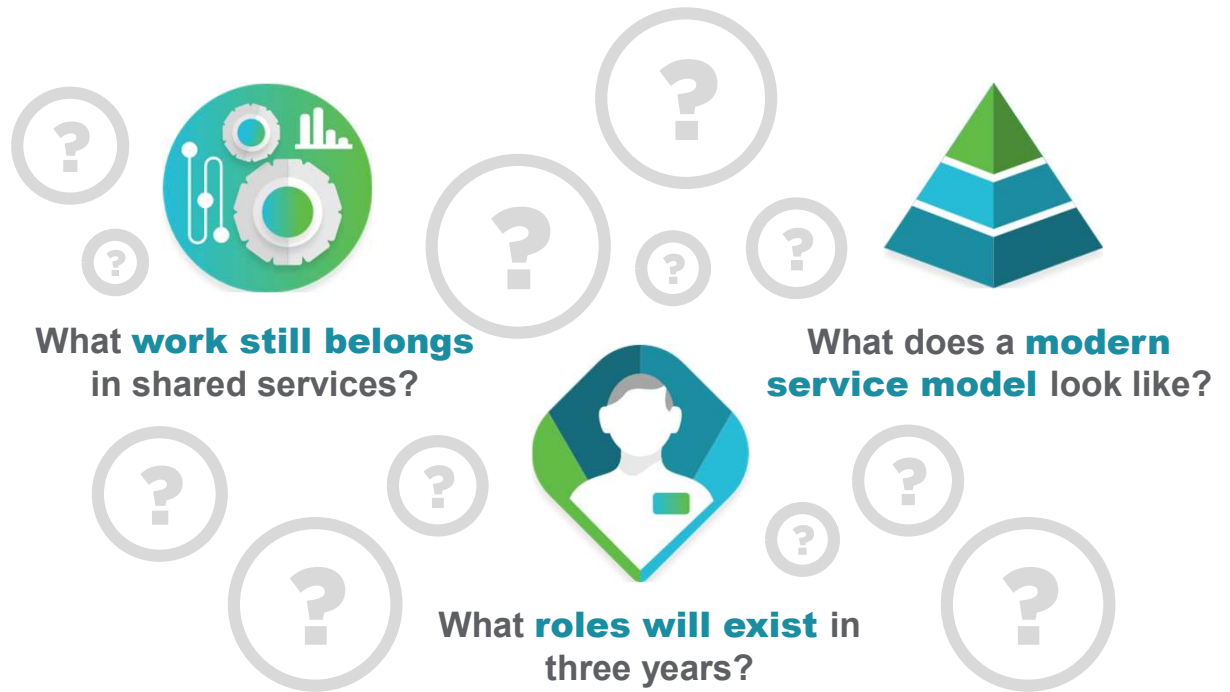 ?
?
?
?
?
?
What work still belongs
in shared services?
What does a modern
service model look like?
?
?
?
?
?
?
?
What roles will exist in
three years?